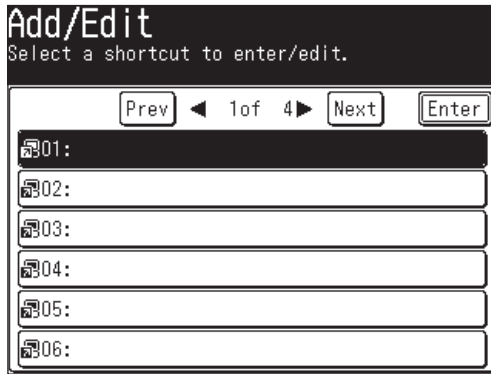 Add/Edit
Select a shortcut to enter/edit.
Prev ◀ 1of 4▶ Next Enter
01:
02:
03:
04:
05:
06: